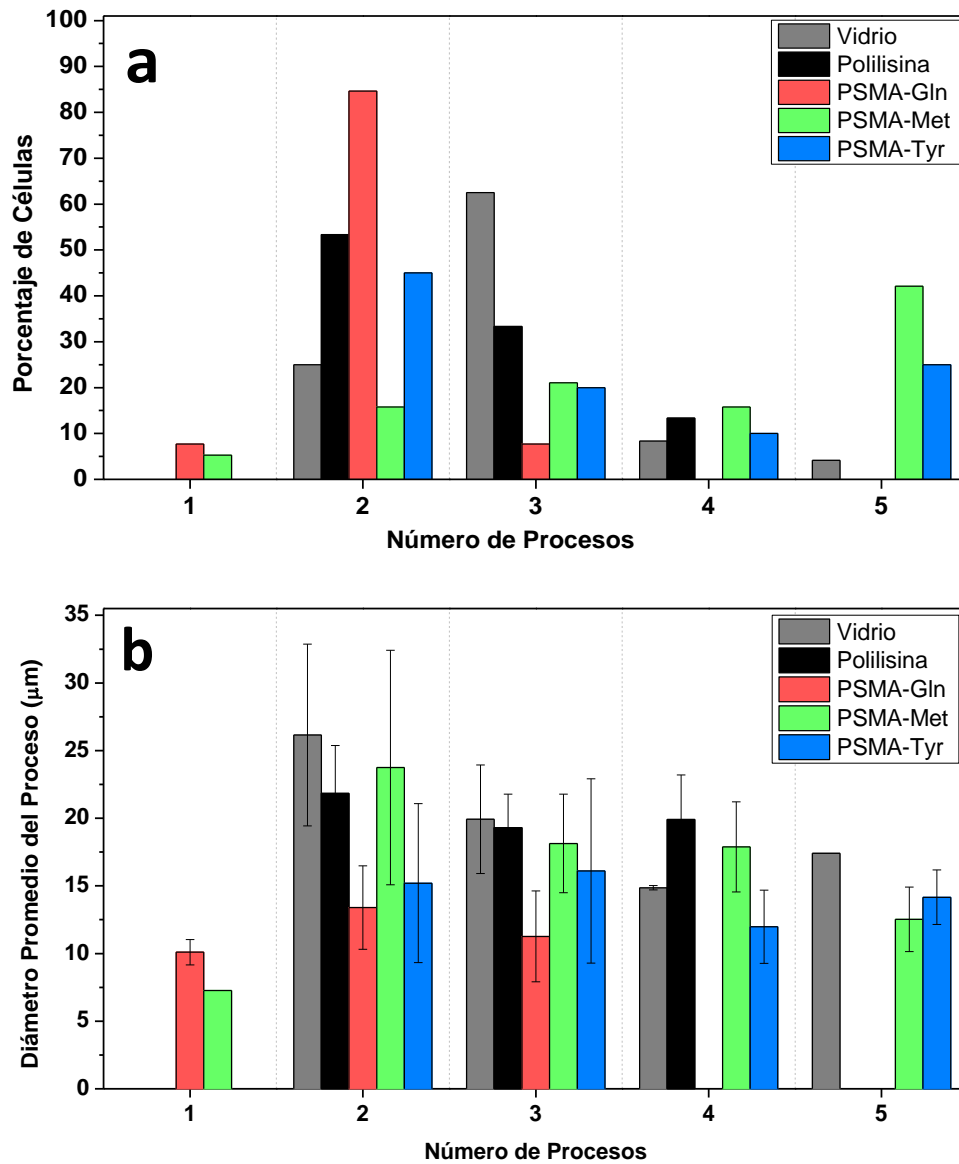 a
Vidrio
Polilisina
PSMA-Gln
PSMA-Met
PSMA-Tyr
100
90
80
70
60
50
40
30
20
10
0
Porcentaje de Células
1 2 3 4 5
Número de Procesos
b
Vidrio
Polilisina
PSMA-Gln
PSMA-Met
PSMA-Tyr
35
30
25
20
15
10
5
0
Diámetro Promedio del Proceso (µm)
1 2 3 4 5
Número de Procesos